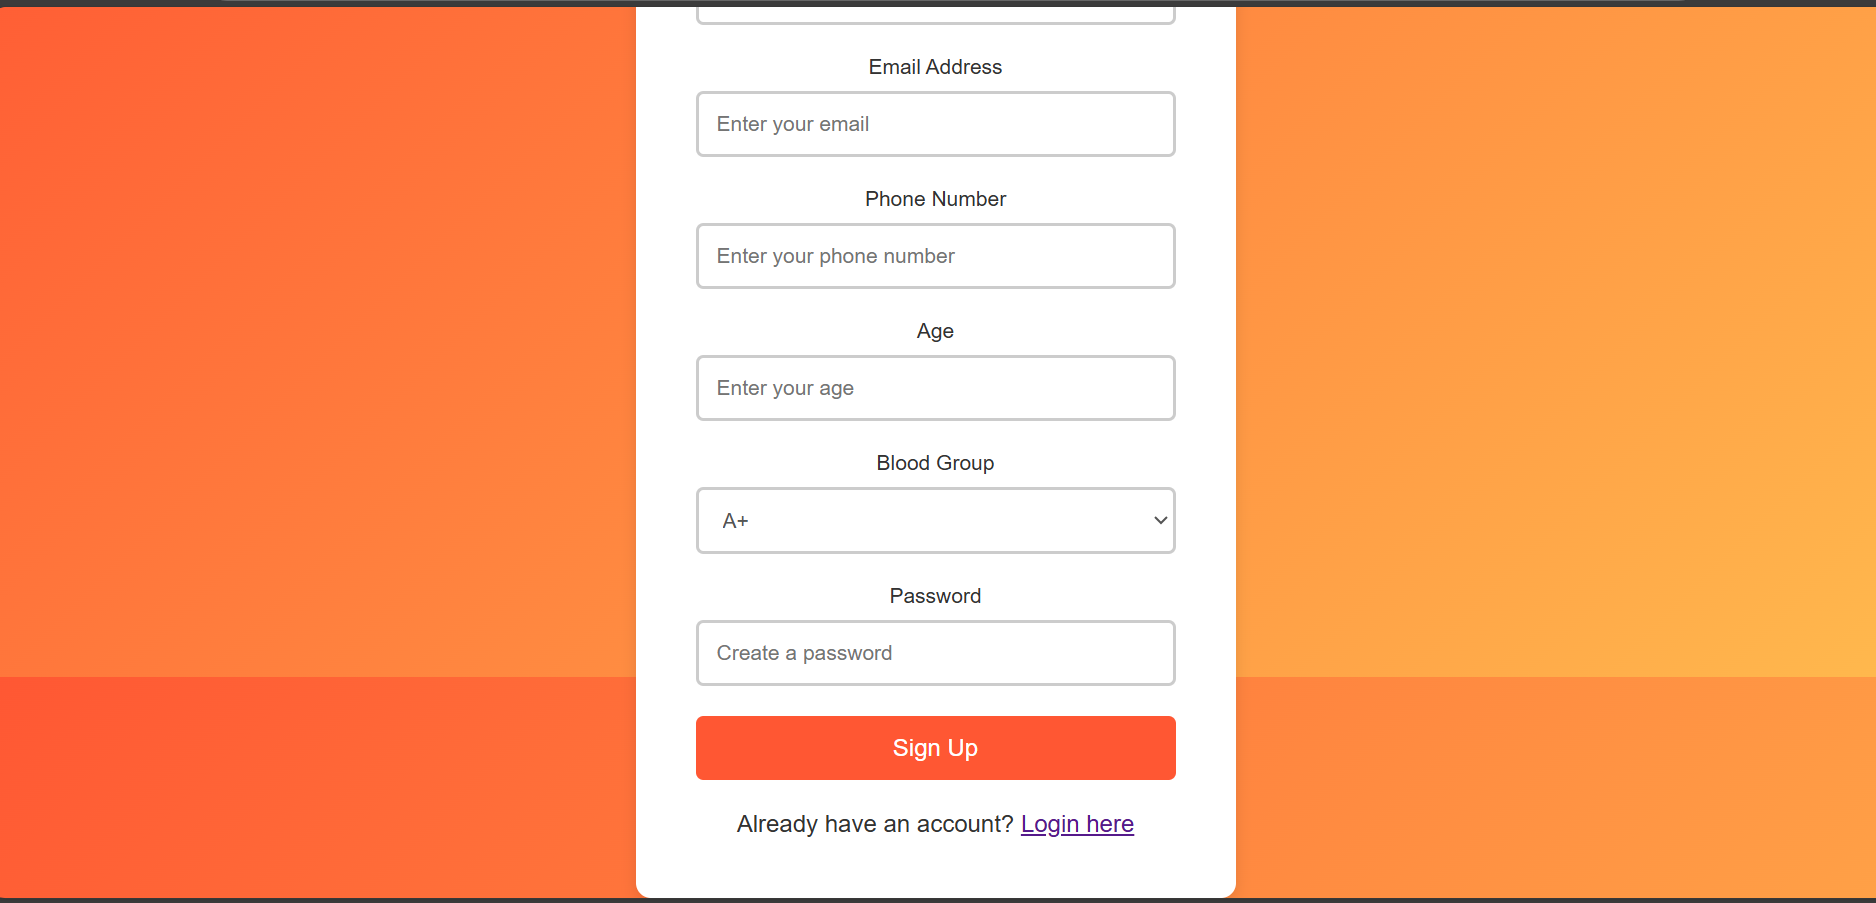 Email Address
Enter your email
Phone Number
Enter your phone number
Age
Enter your age
Blood Group
A+
Password
Create a password
Sign Up
Already have an account? Login here